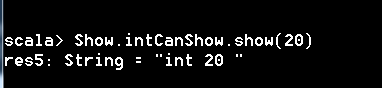 scala> Show.intCanShow.show(20)
res5: String = "int 20 "